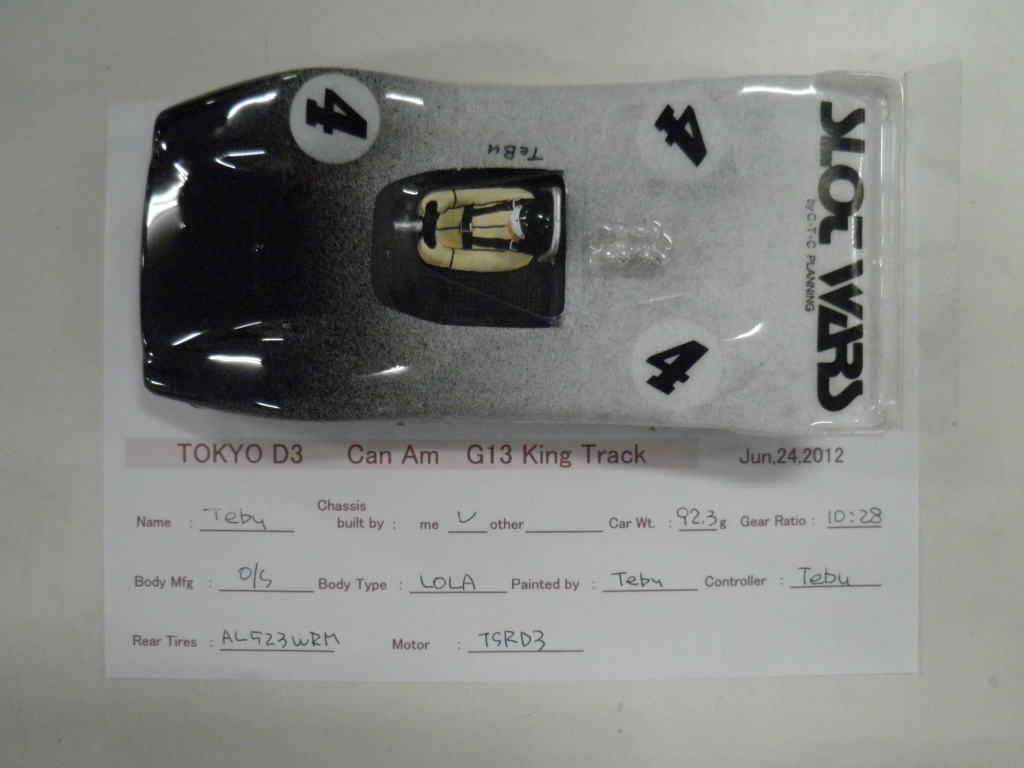 4
4
TeBu
SLOT WARS
by C・T・C PLANNING
4
TOKYO D3 Can Am G13 King Track Jun,24,2012
Name : Tebu Chassis built by : me ✓ other Car Wt. : 92.3 g Gear Ratio : 10:28
Body Mfg : O/S Body Type : LOLA Painted by : Tebu Controller : Tebu
Rear Tires : AL523WRM Motor : TSRD3